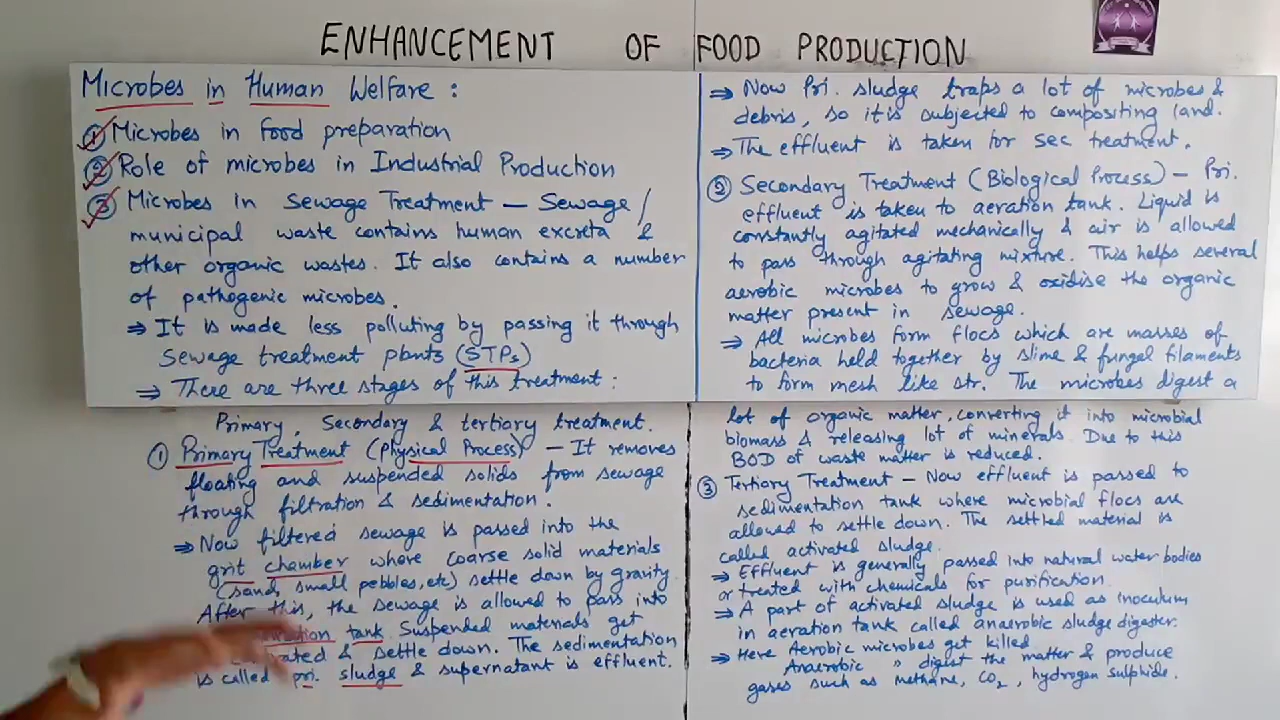 ENHANCEMENT OF FOOD PRODUCTION
Microbes in Human Welfare :
① Microbes in food preparation
② Role of microbes in Industrial Production
③ Microbes in Sewage Treatment – Sewage /
municipal waste contains human excreta &
other organic wastes. It also contains a number
of pathogenic microbes.
⇒ It is made less polluting by passing it through
Sewage treatment plants (STPs)
⇒ There are three stages of this treatment :
Primary, Secondary & tertiary treatment.
① Primary Treatment (Physical Process) – It removes
floating and suspended solids from sewage
through filtration & sedimentation.
⇒ Now filtered sewage is passed into the
grit chamber where coarse solid materials
(sand, small pebbles, etc) settle down by gravity
After this, the sewage is allowed to pass into
tank. Suspended materials get
& settle down. The sedimentation
is called pri. sludge & supernatant is effluent.
⇒ Now Pri. sludge traps a lot of microbes &
debris, so it is subjected to compositing land.
⇒ The effluent is taken for sec treatment.
② Secondary Treatment (Biological Process) – Pri.
effluent is taken to aeration tank. Liquid is
constantly agitated mechanically & air is allowed
to pass through agitating mixture. This helps several
aerobic microbes to grow & oxidise the organic
matter present in sewage.
⇒ All microbes form flocs which are masses of
bacteria held together by slime & fungel filaments
to form mesh like str. The microbes digest a
lot of organic matter, converting it into microbial
biomass & releasing lot of minerals. Due to this
BOD of waste matter is reduced.
③ Tertiary Treatment – Now effluent is passed to
sedimentation tank where microbial flocs are
allowed to settle down. The settled material is
called activated sludge.
⇒ Effluent is generally passed into natural water bodies
or treated with chemicals for purification.
⇒ A part of activated sludge is used as inoculum
in aeration tank called anaerobic sludge digaster.
⇒ Here Aerobic microbes get killed
Anaerobic " digest the matter & produce
gases such as methane, CO2, hydrogen sulphide.